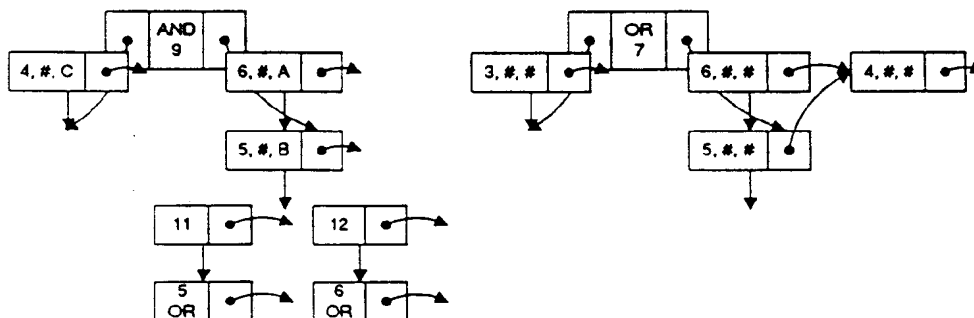 AND
9
4, #, C
6, #, A
5, #, B
11
12
5
OR
6
OR
OR
7
3, #, #
6, #, #
4, #, #
5, #, #